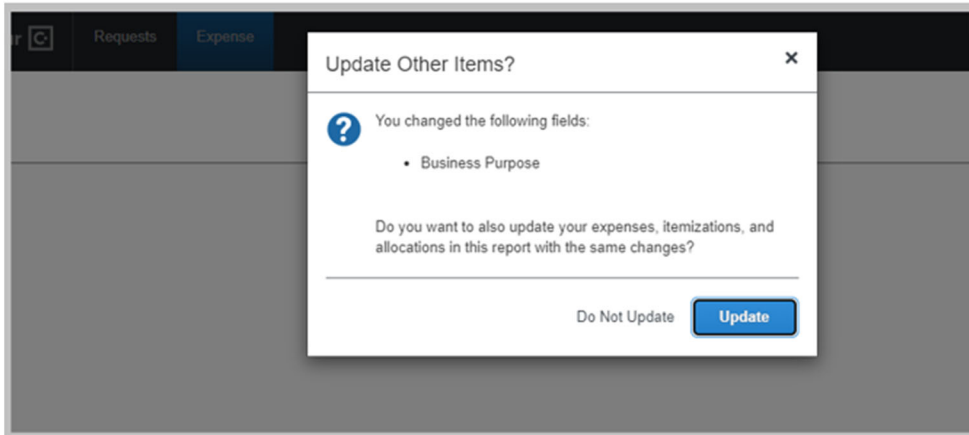 Requests Expense
Update Other Items?
You changed the following fields:
• Business Purpose
Do you want to also update your expenses, itemizations, and
allocations in this report with the same changes?
Do Not Update Update